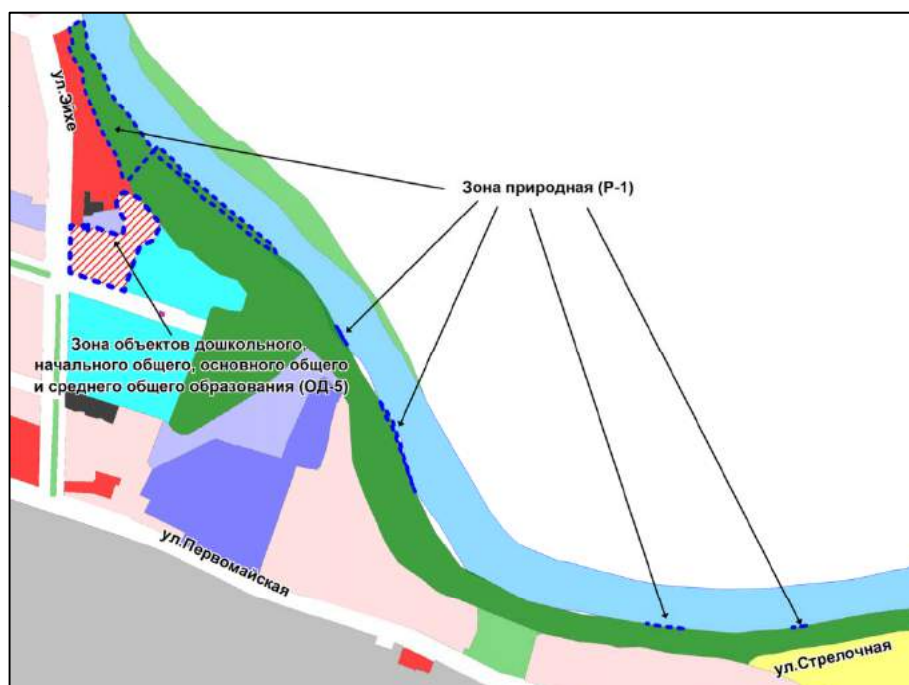 ул.Эйхе
Зона природная (Р-1)
Зона объектов дошкольного,
начального общего, основного общего
и среднего общего образования (ОД-5)
ул.Первомайская
ул.Стрелочная